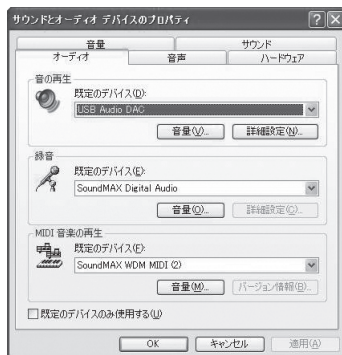 サウンドとオーディオ デバイスのプロパティ
音量
サウンド
オーディオ
音声
ハードウェア
音の再生
既定のデバイス(D):
USB Audio DAC
音量(V)...
詳細設定(N)...
録音
既定のデバイス(E):
SoundMAX Digital Audio
音量(O)...
詳細設定(C)...
MIDI 音楽の再生
既定のデバイス(F):
SoundMAX WDM MIDI (2)
音量(M)...
バージョン情報(B)...
既定のデバイスのみ使用する(U)
OK
キャンセル
適用(A)